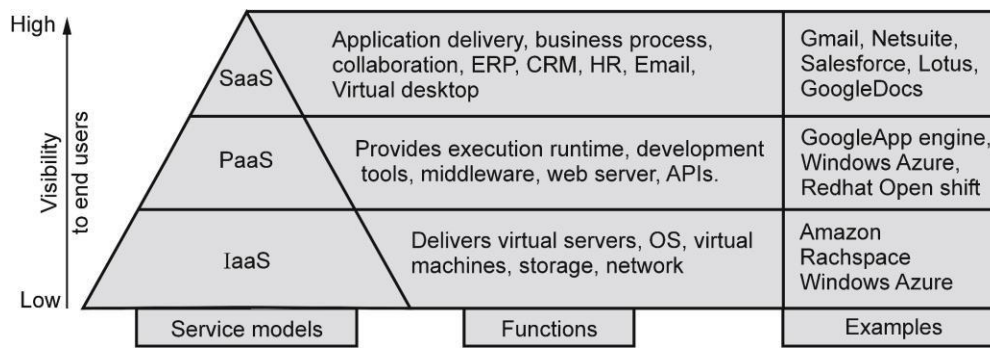 High
Visibility
to end users
Low
SaaS
Application delivery, business process,
collaboration, ERP, CRM, HR, Email,
Virtual desktop
Gmail, Netsuite,
Salesforce, Lotus,
GoogleDocs
PaaS
Provides execution runtime, development
tools, middleware, web server, APIs.
GoogleApp engine,
Windows Azure,
Redhat Open shift
IaaS
Delivers virtual servers, OS, virtual
machines, storage, network
Amazon
Rachspace
Windows Azure
Service models
Functions
Examples